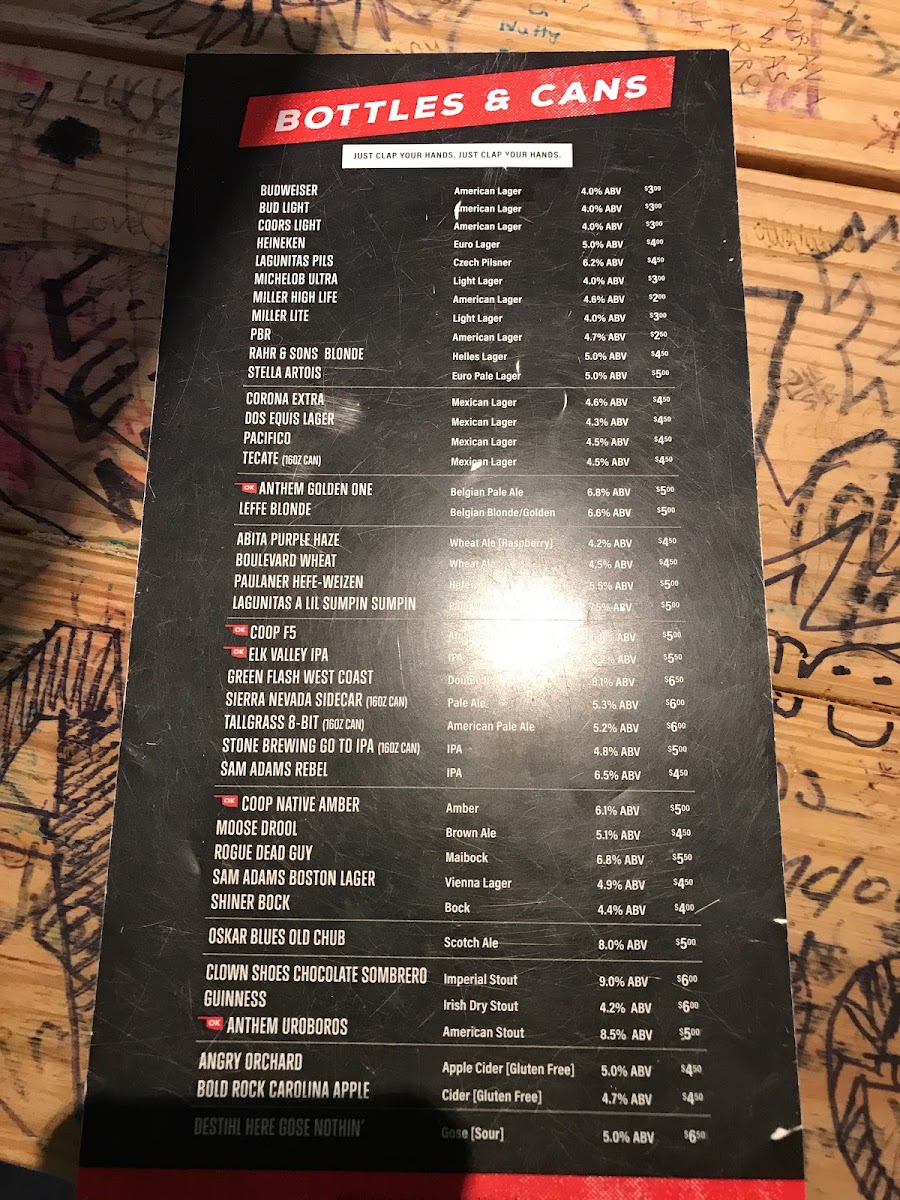 Nutty
BOTTLES & CANS
JUST CLAP YOUR HANDS. JUST CLAP YOUR HANDS.
BUDWEISER American Lager 4.0% ABV $3.00
BUD LIGHT American Lager 4.0% ABV $3.00
COORS LIGHT American Lager 4.0% ABV $3.00
HEINEKEN Euro Lager 5.0% ABV $4.00
LAGUNITAS PILS Czech Pilsner 6.2% ABV $4.50
MICHELOB ULTRA Light Lager 4.0% ABV $3.00
MILLER HIGH LIFE American Lager 4.6% ABV $2.00
MILLER LITE Light Lager 4.0% ABV $3.00
PBR American Lager 4.7% ABV $2.50
RAHR & SONS BLONDE Helles Lager 5.0% ABV $4.50
STELLA ARTOIS Euro Pale Lager 5.0% ABV $5.00
CORONA EXTRA Mexican Lager 4.6% ABV $4.50
DOS EQUIS LAGER Mexican Lager 4.3% ABV $4.50
PACIFICO Mexican Lager 4.5% ABV $4.50
TECATE (16OZ CAN) Mexican Lager 4.5% ABV $4.50
OK ANTHEM GOLDEN ONE Belgian Pale Ale 6.8% ABV $5.00
LEFFE BLONDE Belgian Blonde/Golden 6.6% ABV $5.00
ABITA PURPLE HAZE Wheat Ale [Raspberry] 4.2% ABV $4.50
BOULEVARD WHEAT Wheat Ale 4.5% ABV $4.50
PAULANER HEFE-WEIZEN 5.5% ABV $5.00
LAGUNITAS A LIL SUMPIN SUMPIN ABV $5.00
OK COOP F5 ABV $5.00
OK ELK VALLEY IPA IPA ABV $5.50
GREEN FLASH WEST COAST 8.1% ABV $6.50
SIERRA NEVADA SIDECAR (16OZ CAN) Pale Ale 5.3% ABV $6.00
TALLGRASS 8-BIT (16OZ CAN) American Pale Ale 5.2% ABV $6.00
STONE BREWING GO TO IPA (16OZ CAN) IPA 4.8% ABV $5.00
SAM ADAMS REBEL IPA 6.5% ABV $4.50
OK COOP NATIVE AMBER Amber 6.1% ABV $5.00
MOOSE DROOL Brown Ale 5.1% ABV $4.50
ROGUE DEAD GUY Maibock 6.8% ABV $5.50
SAM ADAMS BOSTON LAGER Vienna Lager 4.9% ABV $4.50
SHINER BOCK Bock 4.4% ABV $4.00
OSKAR BLUES OLD CHUB Scotch Ale 8.0% ABV $5.00
CLOWN SHOES CHOCOLATE SOMBRERO Imperial Stout 9.0% ABV $6.00
GUINNESS Irish Dry Stout 4.2% ABV $6.00
OK ANTHEM UROBOROS American Stout 8.5% ABV $5.00
ANGRY ORCHARD Apple Cider [Gluten Free] 5.0% ABV $4.50
BOLD ROCK CAROLINA APPLE Cider [Gluten Free] 4.7% ABV $4.50
DESTIHL HERE GOSE NOTHIN' Gose [Sour] 5.0% ABV $6.50